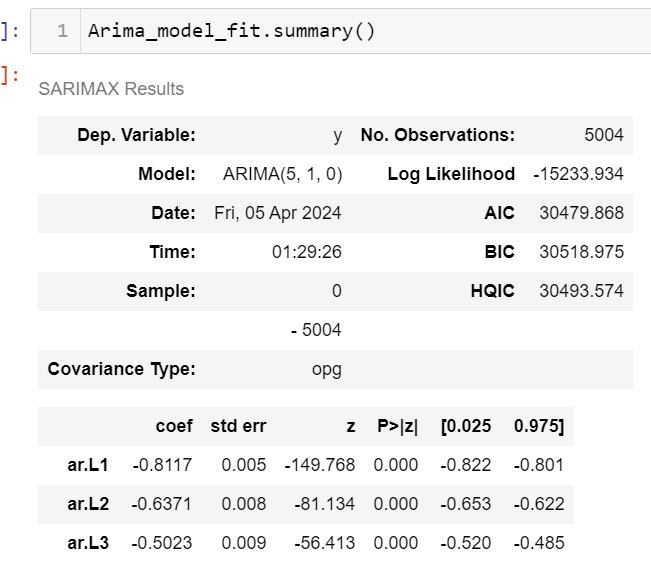 ]: 1 Arima_model_fit.summary()
]:
SARIMAX Results
Dep. Variable: y No. Observations: 5004
Model: ARIMA(5, 1, 0) Log Likelihood -15233.934
Date: Fri, 05 Apr 2024 AIC 30479.868
Time: 01:29:26 BIC 30518.975
Sample: 0 HQIC 30493.574
- 5004
Covariance Type: opg
coef std err z P>|z| [0.025 0.975]
ar.L1 -0.8117 0.005 -149.768 0.000 -0.822 -0.801
ar.L2 -0.6371 0.008 -81.134 0.000 -0.653 -0.622
ar.L3 -0.5023 0.009 -56.413 0.000 -0.520 -0.485